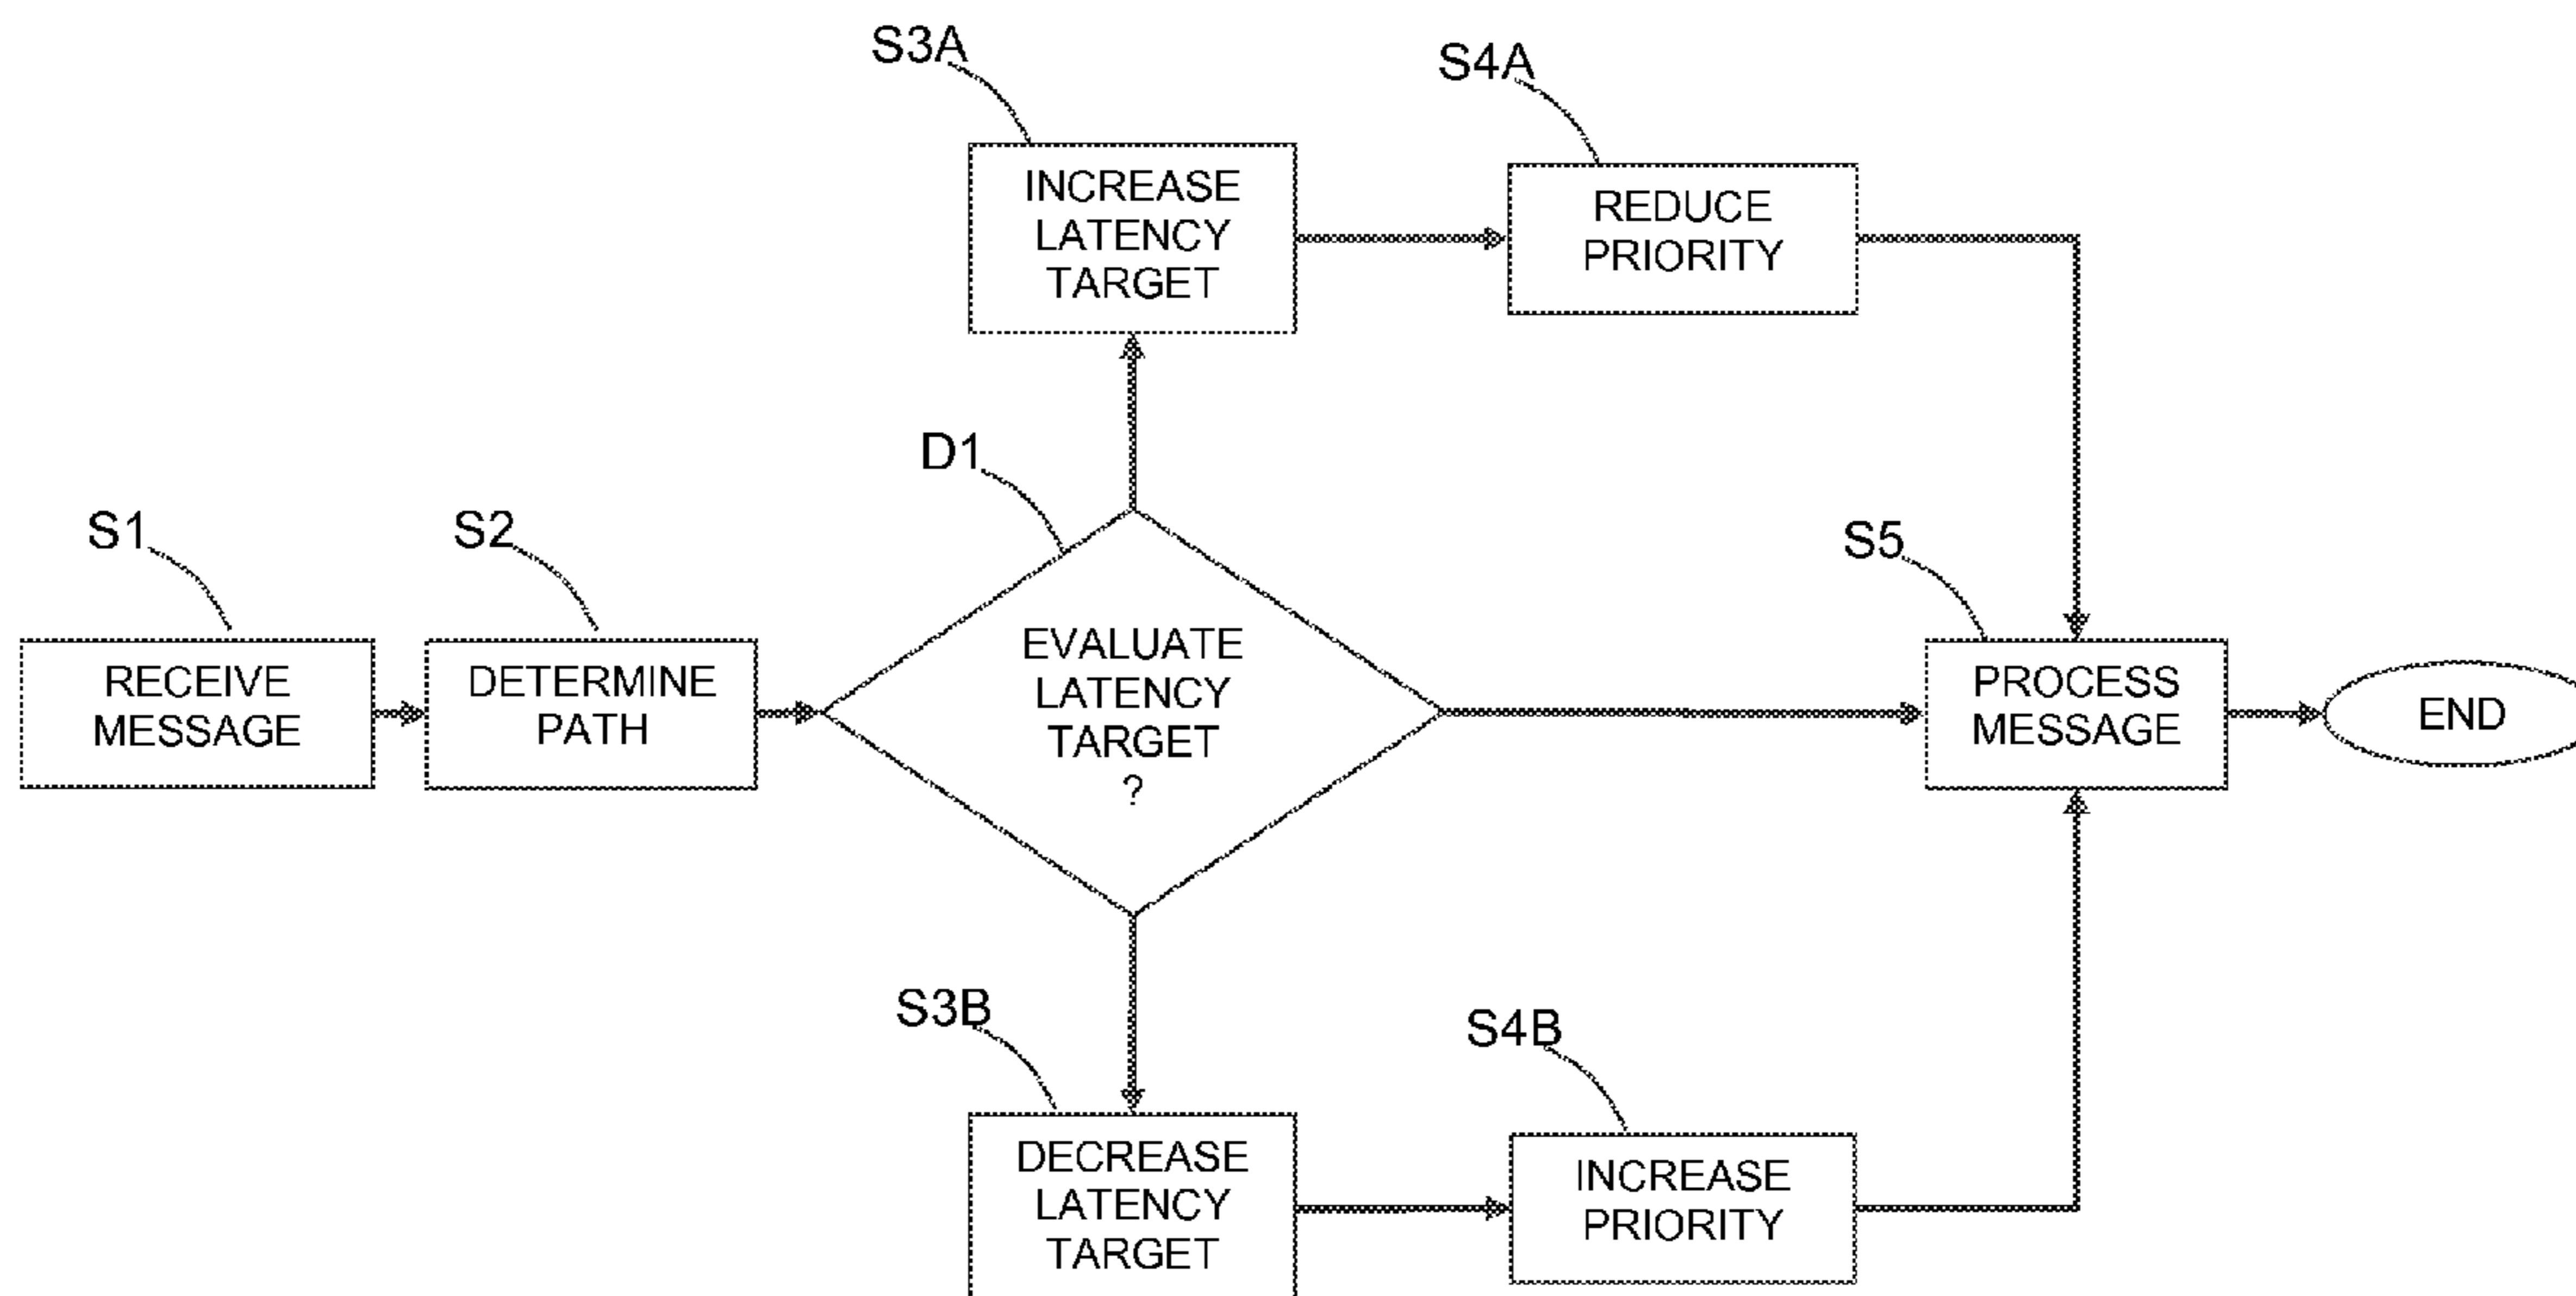 S3A
S4A
INCREASE
LATENCY
TARGET
REDUCE
PRIORITY
D1
S1
S2
S5
RECEIVE
MESSAGE
DETERMINE
PATH
EVALUATE
LATENCY
TARGET
?
PROCESS
MESSAGE
END
S3B
S4B
DECREASE
LATENCY
TARGET
INCREASE
PRIORITY